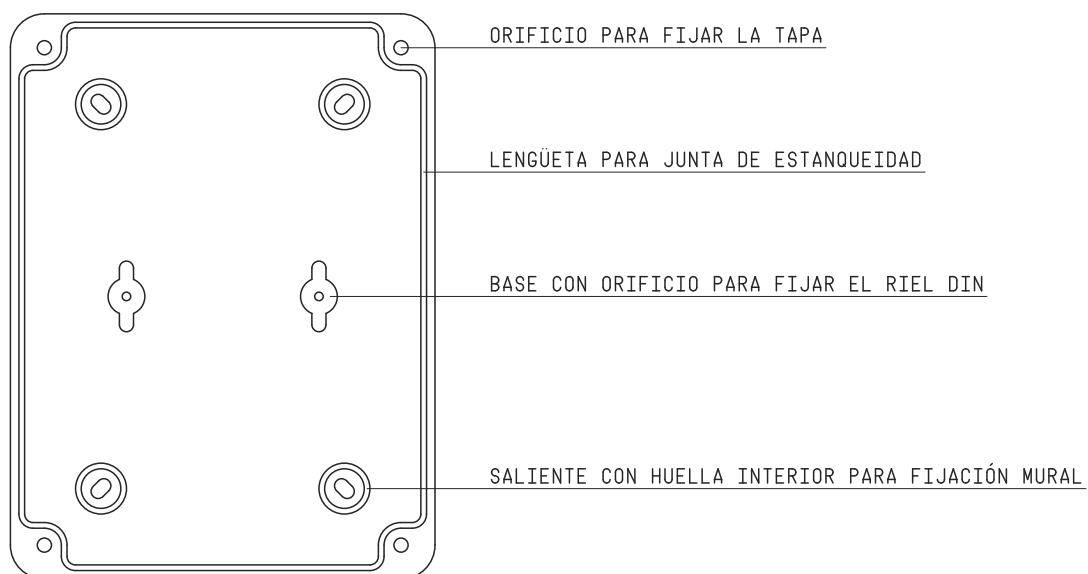 ORIFICIO PARA FIJAR LA TAPA
LENGÜETA PARA JUNTA DE ESTANQUEIDAD
BASE CON ORIFICIO PARA FIJAR EL RIEL DIN
SALIENTE CON HUELLA INTERIOR PARA FIJACIÓN MURAL